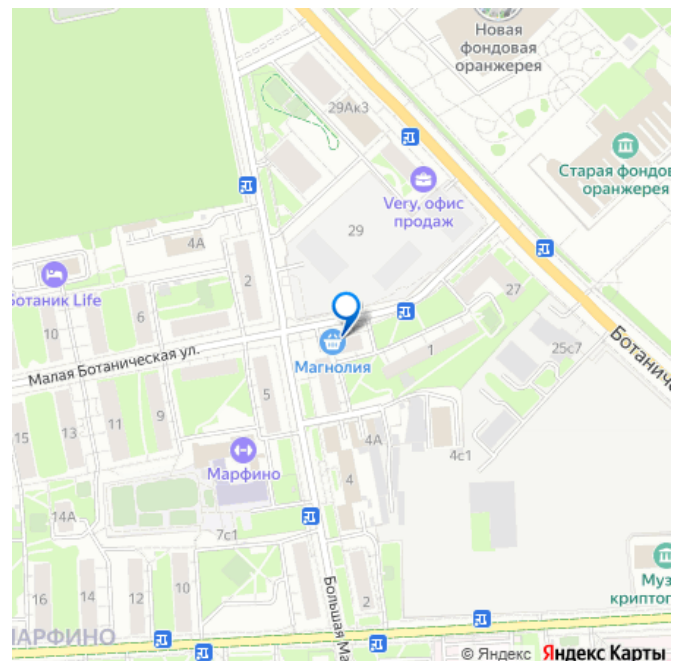 Новая
фондовая
оранжерея
29Ак3
Старая фондов
оранжерея
Very, офис
продаж
29
4А
2
Ботаник Life
27
10
6
Ботаническа
25с7
1
Магнолия
Малая Ботаническая ул.
5
9
11
13
15
4А
4с1
Марфино
4
14А
7с1
Муз
криптог
16
14
12
10
Большая Ма
2
МАРФИНО
© Яндекс Яндекс Карты